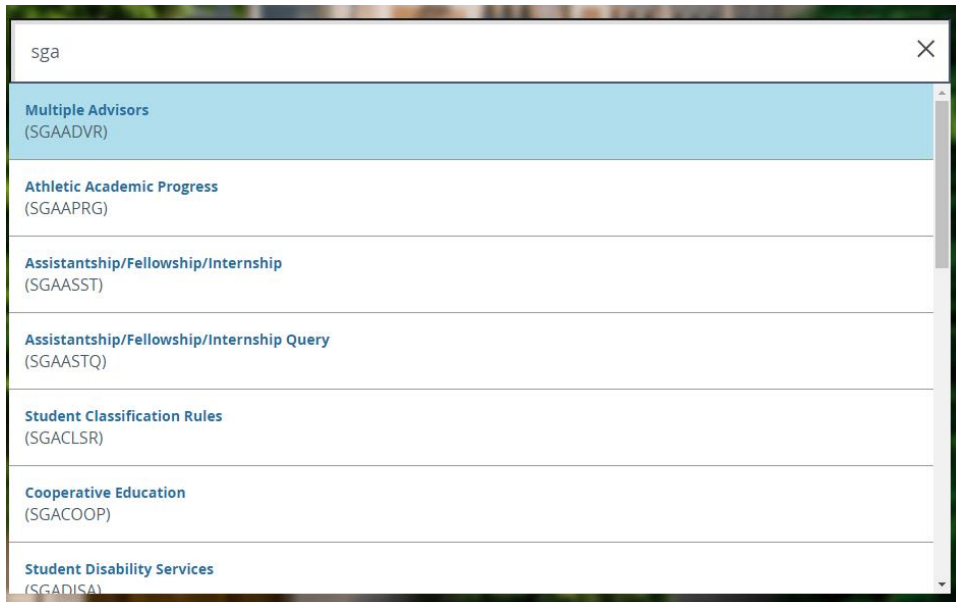 sga
Multiple Advisors
(SGAADVR)
Athletic Academic Progress
(SGAAPRG)
Assistantship/Fellowship/Internship
(SGAASST)
Assistantship/Fellowship/Internship Query
(SGAASTQ)
Student Classification Rules
(SGACLSR)
Cooperative Education
(SGACOOP)
Student Disability Services
(SGADISA)